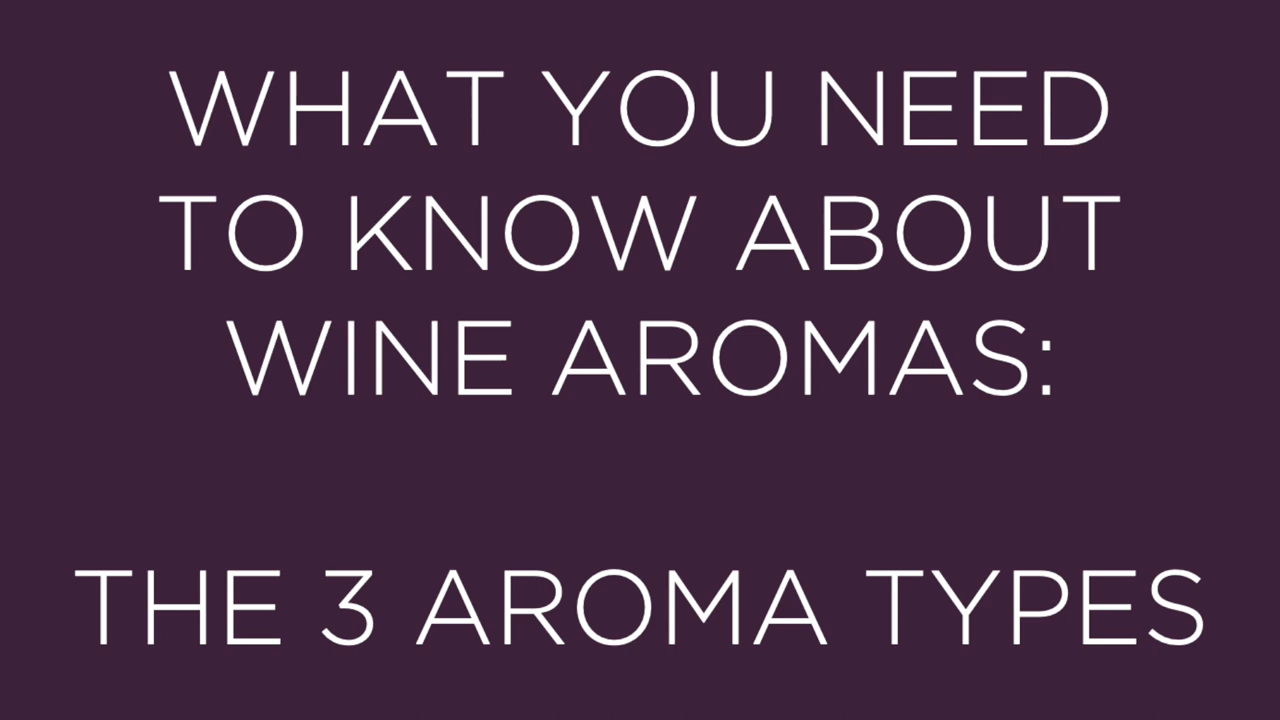 WHAT YOU NEED
TO KNOW ABOUT
WINE AROMAS:
THE 3 AROMA TYPES